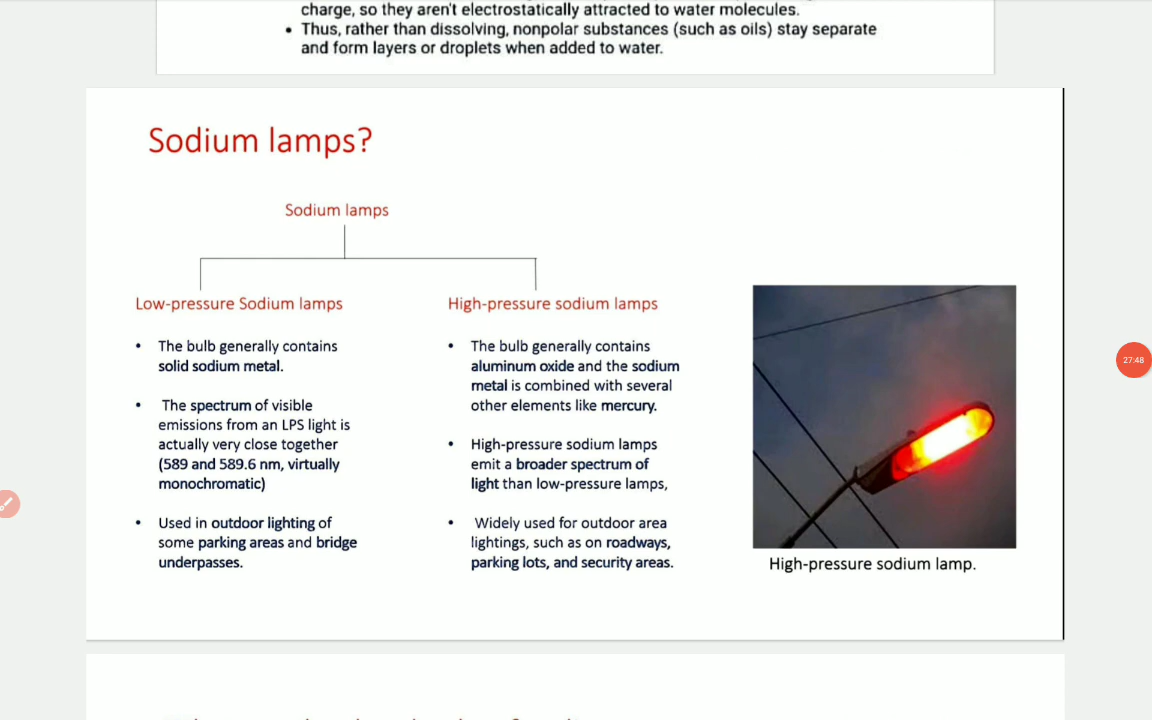 charge, so they aren't electrostatically attracted to water molecules.
• Thus, rather than dissolving, nonpolar substances (such as oils) stay separate
and form layers or droplets when added to water.
Sodium lamps?
Sodium lamps
Low-pressure Sodium lamps
• The bulb generally contains
solid sodium metal.
• The spectrum of visible
emissions from an LPS light is
actually very close together
(589 and 589.6 nm, virtually
monochromatic)
• Used in outdoor lighting of
some parking areas and bridge
underpasses.
High-pressure sodium lamps
• The bulb generally contains
aluminum oxide and the sodium
metal is combined with several
other elements like mercury.
• High-pressure sodium lamps
emit a broader spectrum of
light than low-pressure lamps,
• Widely used for outdoor area
lightings, such as on roadways,
parking lots, and security areas.
High-pressure sodium lamp.
27:48